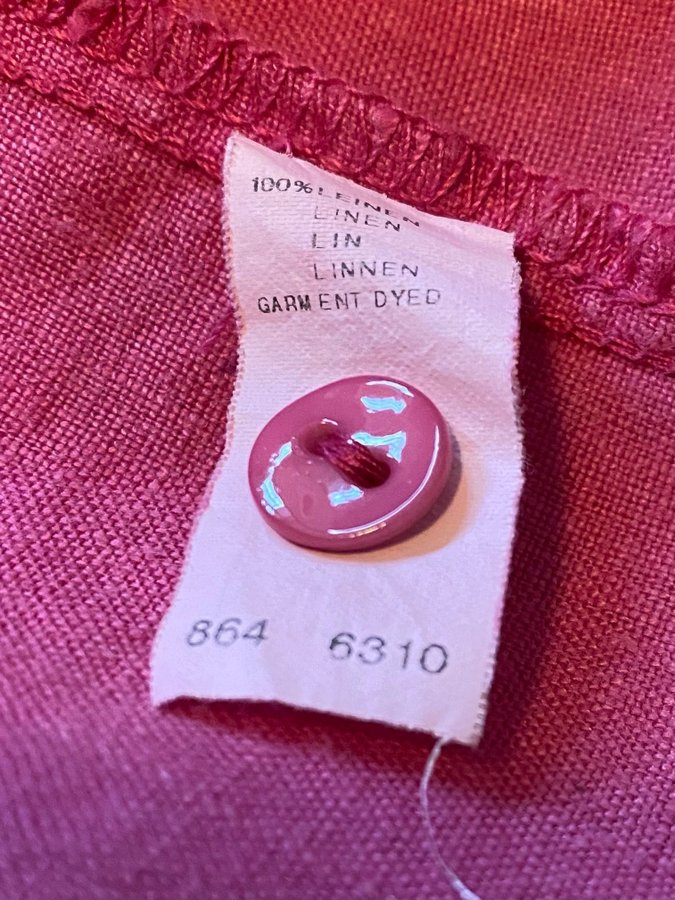 100% LEINEN
LINEN
LIN
LINNEN
GARMENT DYED
864 6310